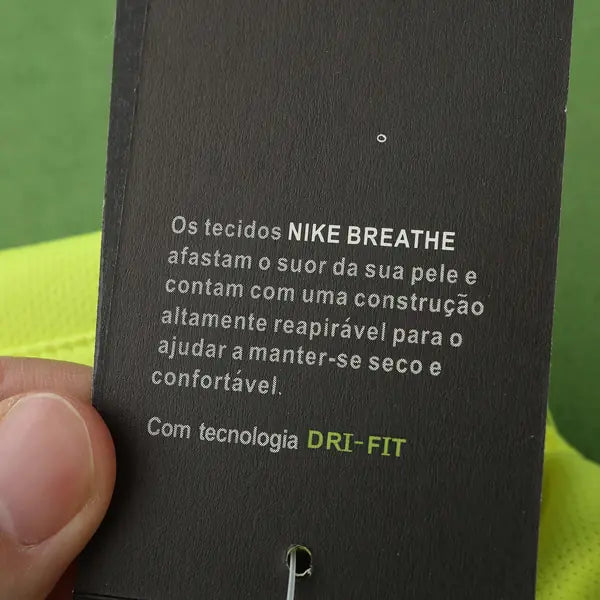 Os tecidos NIKE BREATHE
afastam o suor da sua pele e
contam com uma construção
altamente reapirável para o
ajudar a manter-se seco e
confortável.
Com tecnologia DRI-FIT